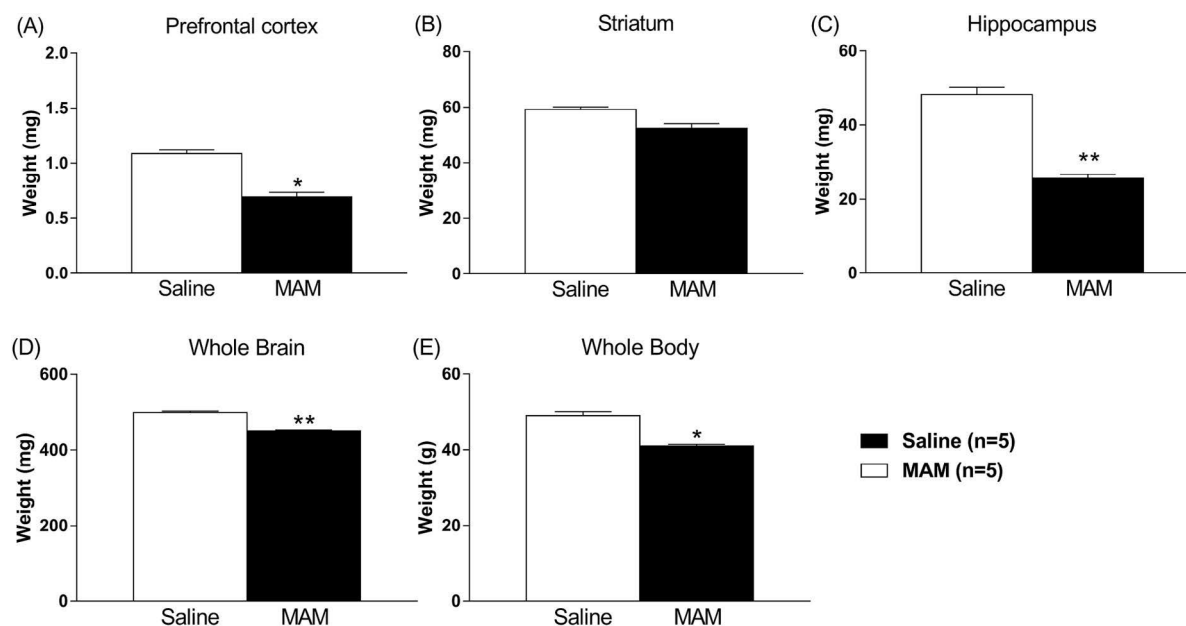 (A) Prefrontal cortex
Weight (mg)
2.0
1.5
1.0
0.5
0.0
*
Saline MAM
(B) Striatum
Weight (mg)
80
60
40
20
0
Saline MAM
(C) Hippocampus
Weight (mg)
60
40
20
0
**
Saline MAM
(D) Whole Brain
Weight (mg)
600
400
200
0
**
Saline MAM
(E) Whole Body
Weight (g)
60
40
20
0
*
Saline MAM
Saline (n=5)
MAM (n=5)